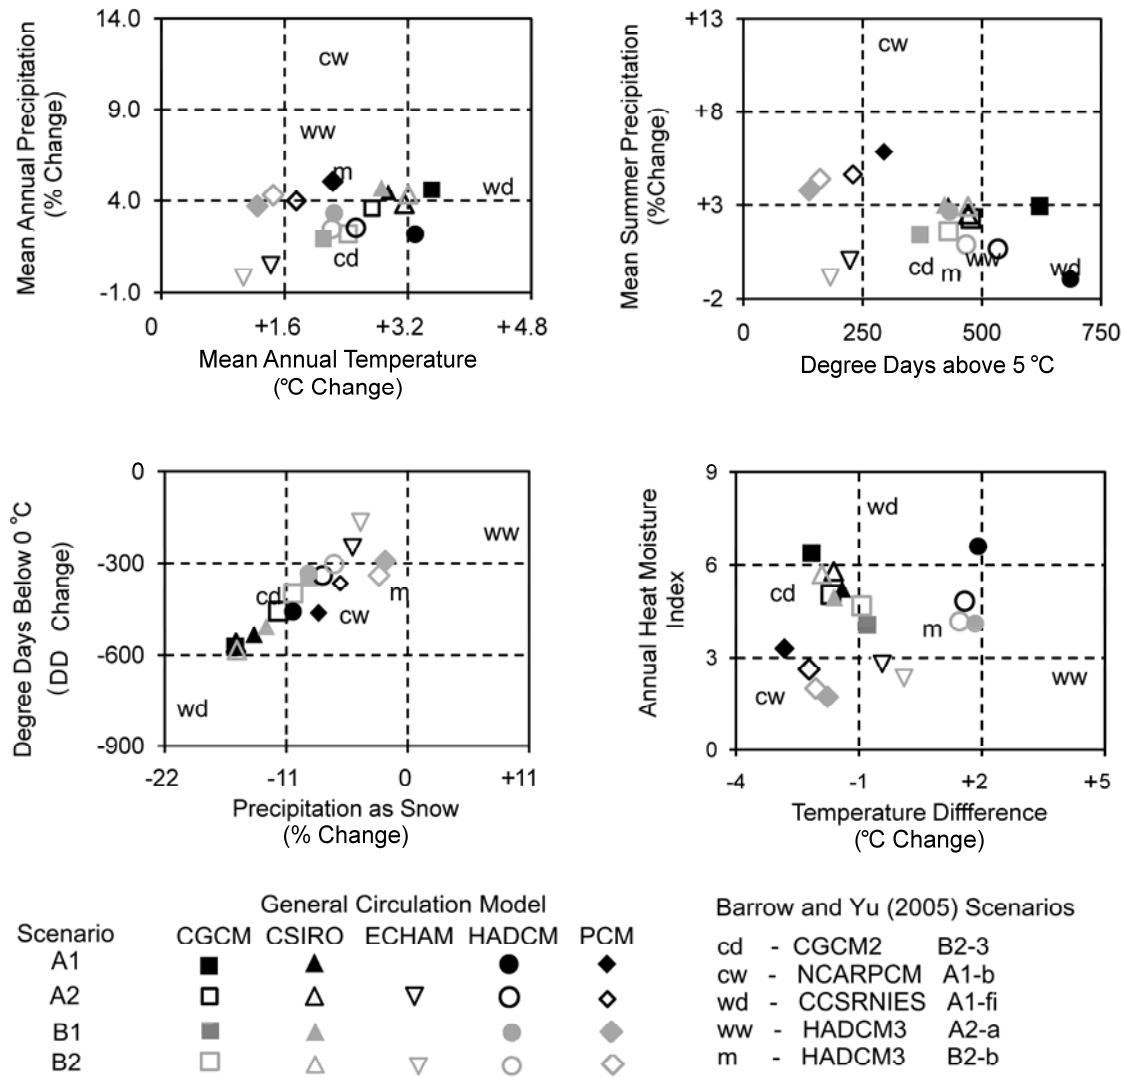 Mean Annual Precipitation
(% Change)
14.0
9.0
4.0
-1.0
cw
ww
m
wd
cd
0 +1.6 +3.2 +4.8
Mean Annual Temperature
(°C Change)
Mean Summer Precipitation
(%Change)
+13
+8
+3
-2
cw
cd m ww wd
0 250 500 750
Degree Days above 5 °C
Degree Days Below 0 °C
(DD Change)
0
-300
-600
-900
ww
cd
m
cw
wd
-22 -11 0 +11
Precipitation as Snow
(% Change)
Annual Heat Moisture
Index
9
6
3
0
wd
cd
m
cw
ww
-4 -1 +2 +5
Temperature Diffference
(°C Change)
General Circulation Model
Scenario CGCM CSIRO ECHAM HADCM PCM
A1
A2
B1
B2
Barrow and Yu (2005) Scenarios
cd - CGCM2 B2-3
cw - NCARPCM A1-b
wd - CCSRNIES A1-fi
ww - HADCM3 A2-a
m - HADCM3 B2-b